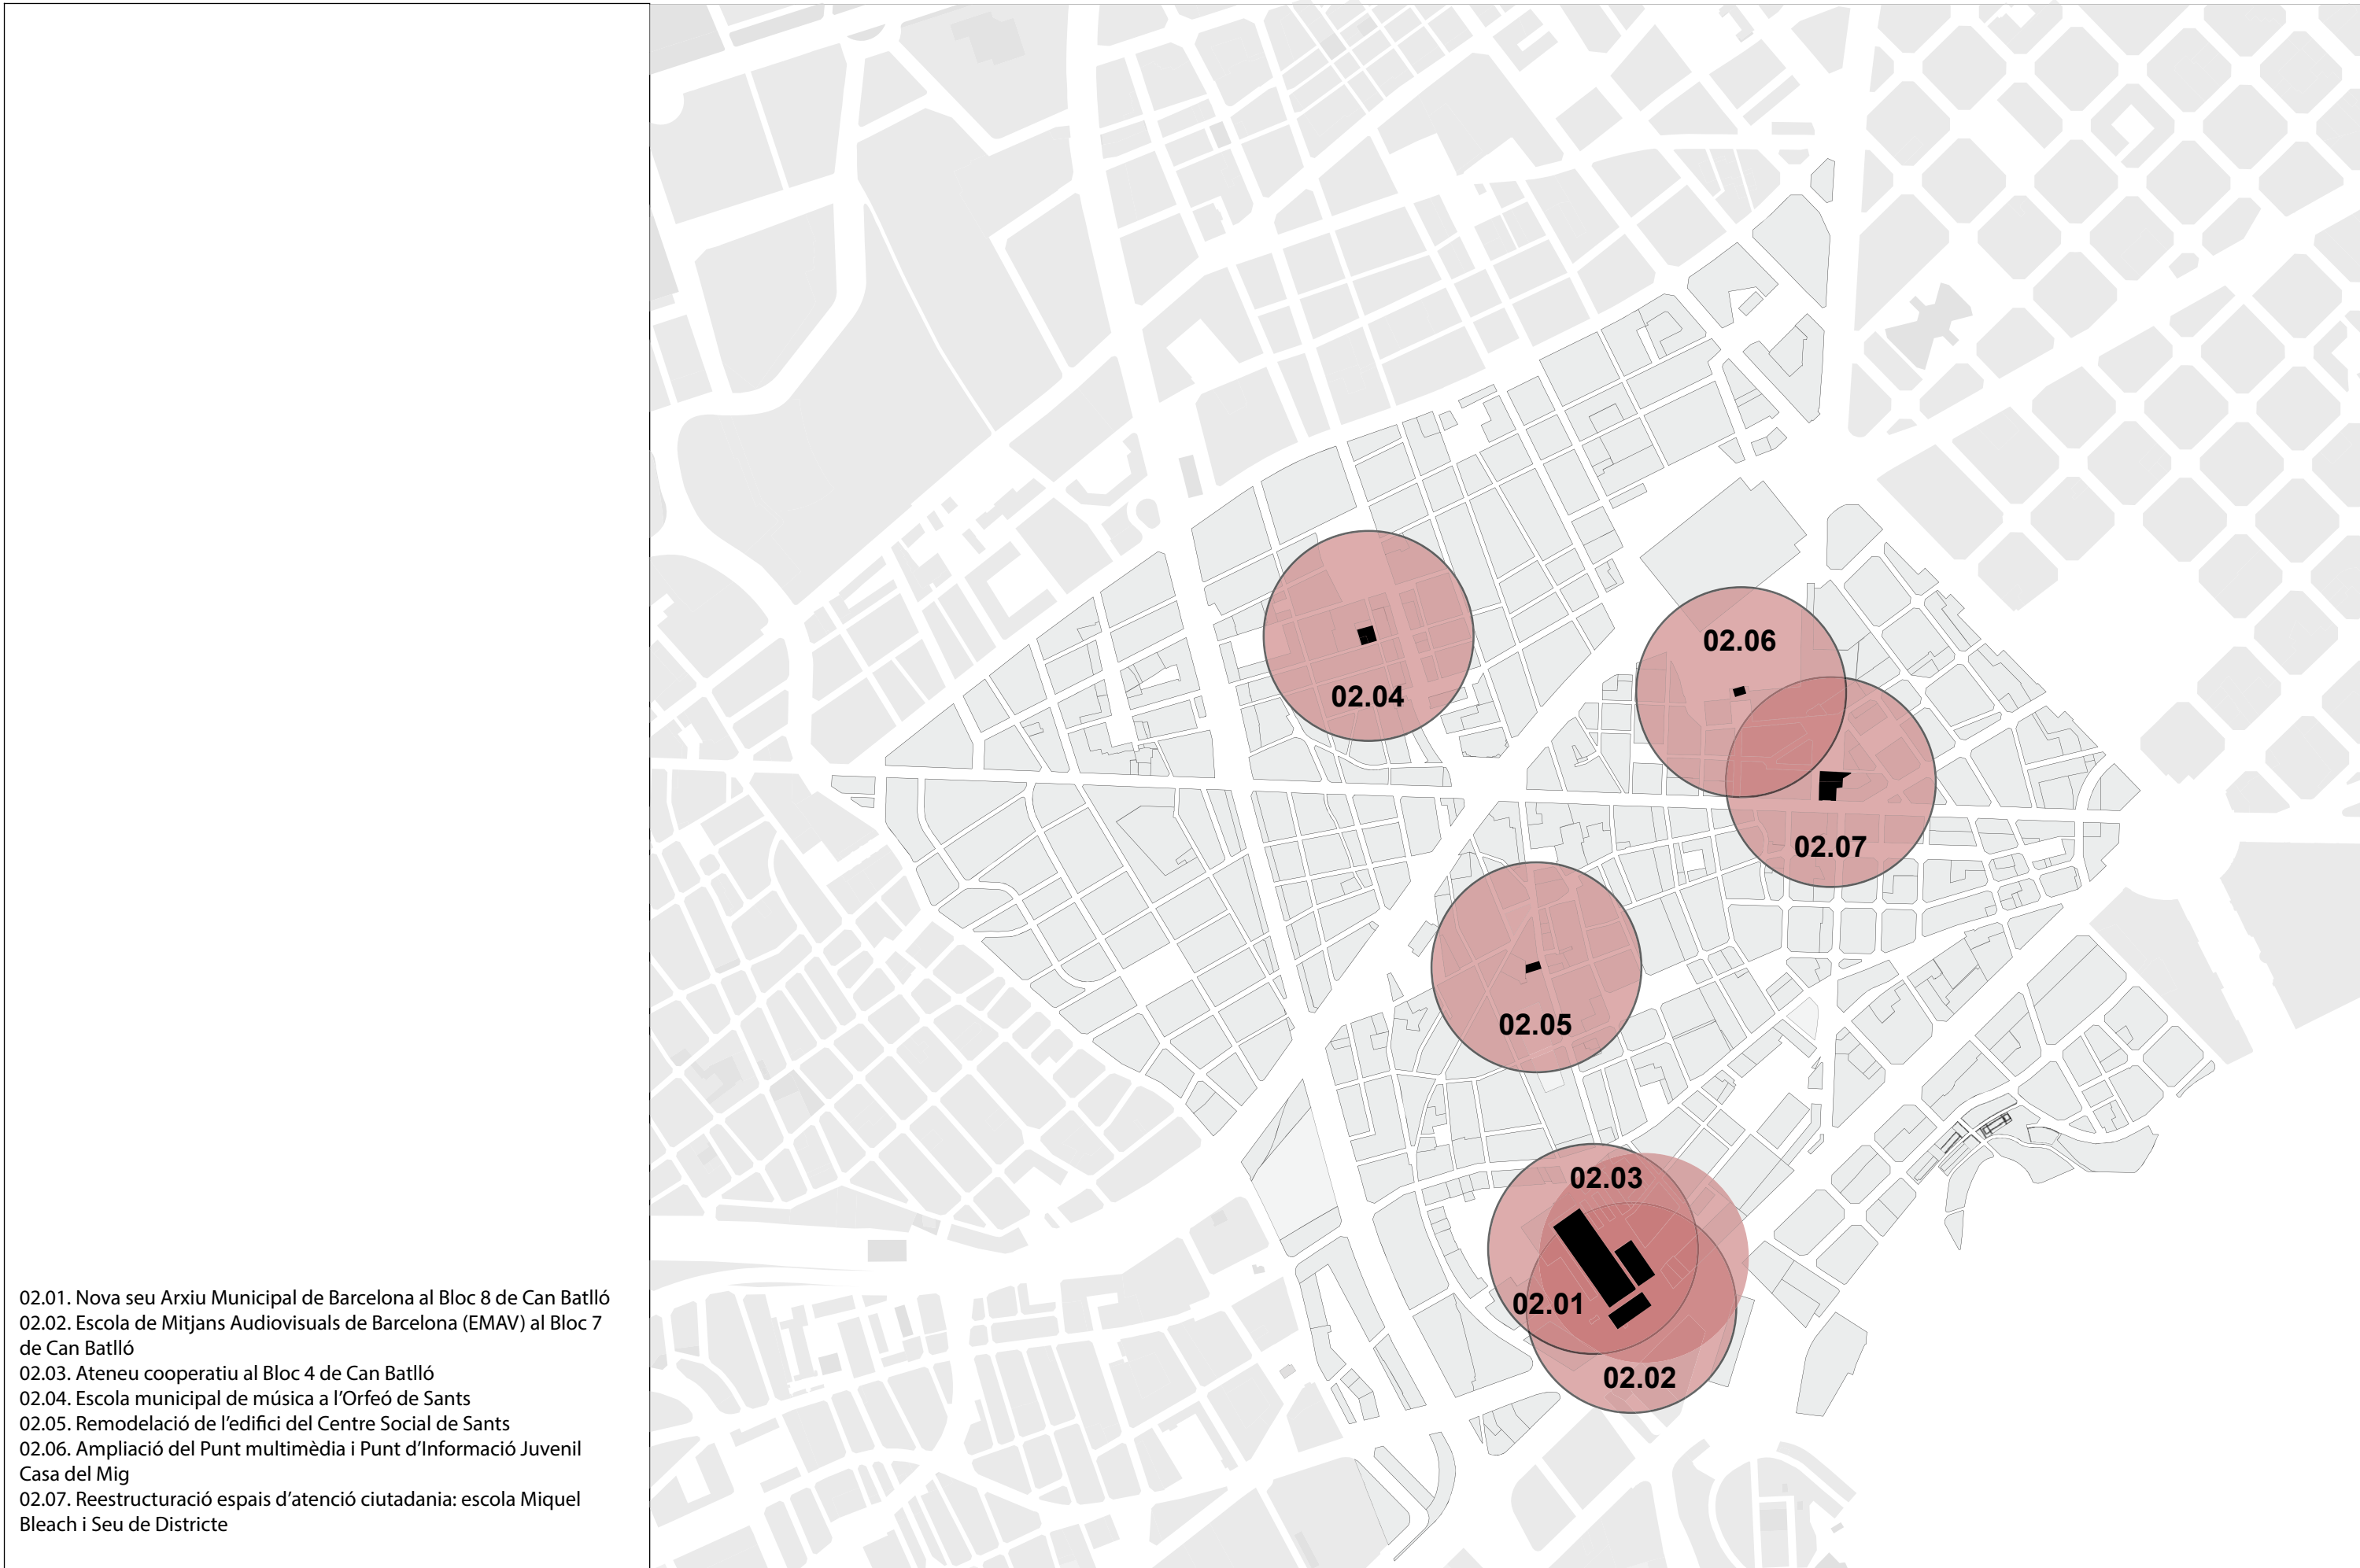 02.01. Nova seu Arxiu Municipal de Barcelona al Bloc 8 de Can Batlló
02.02. Escola de Mitjans Audiovisuals de Barcelona (EMAV) al Bloc 7
de Can Batlló
02.03. Ateneu cooperatiu al Bloc 4 de Can Batlló
02.04. Escola municipal de música a l'Orfeó de Sants
02.05. Remodelació de l'edifici del Centre Social de Sants
02.06. Ampliació del Punt multimèdia i Punt d'Informació Juvenil
Casa del Mig
02.07. Reestructuració espais d'atenció ciutadania: escola Miquel
Bleach i Seu de Districte
02.06
02.04
02.07
02.05
02.03
02.01
02.02